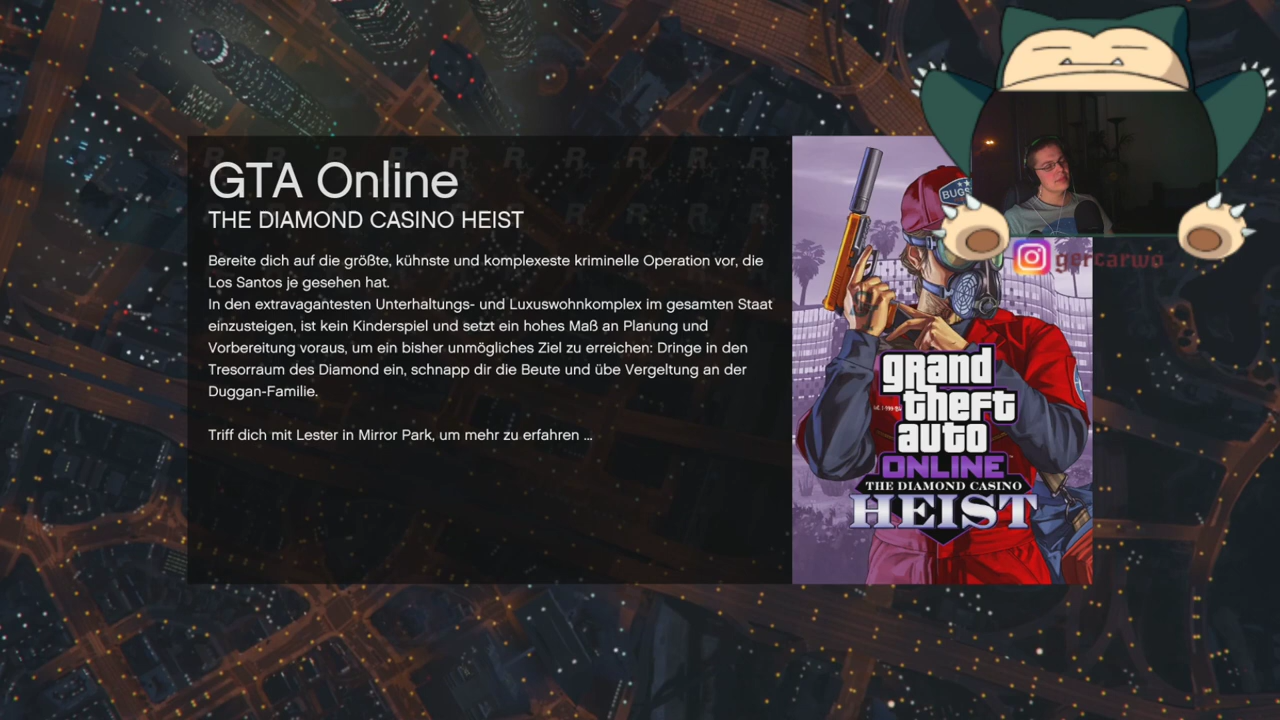 GTA Online
THE DIAMOND CASINO HEIST
Bereite dich auf die größte, kühnste und komplexeste kriminelle Operation vor, die
Los Santos je gesehen hat.
In den extravagantesten Unterhaltungs- und Luxuswohnkomplex im gesamten Staat
einzusteigen, ist kein Kinderspiel und setzt ein hohes Maß an Planung und
Vorbereitung voraus, um ein bisher unmögliches Ziel zu erreichen: Dringe in den
Tresorraum des Diamond ein, schnapp dir die Beute und übe Vergeltung an der
Duggan-Familie.
Triff dich mit Lester in Mirror Park, um mehr zu erfahren ...
gercarwo
grand
theft
auto
ONLINE
THE DIAMOND CASINO
HEIST